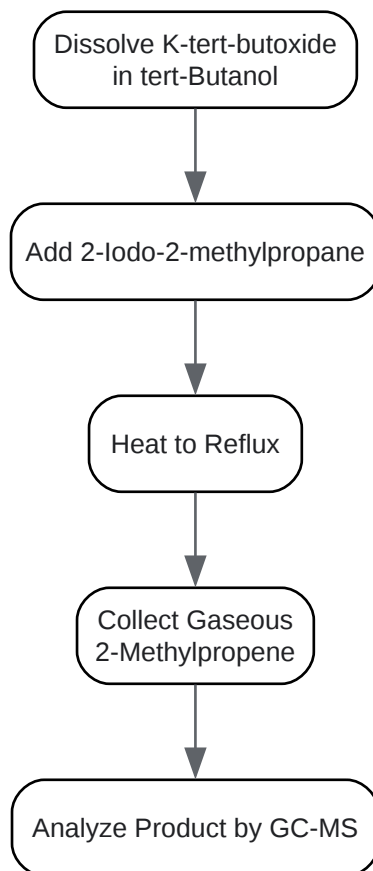 Dissolve K-tert-butoxide
in tert-Butanol
Add 2-Iodo-2-methylpropane
Heat to Reflux
Collect Gaseous
2-Methylpropene
Analyze Product by GC-MS